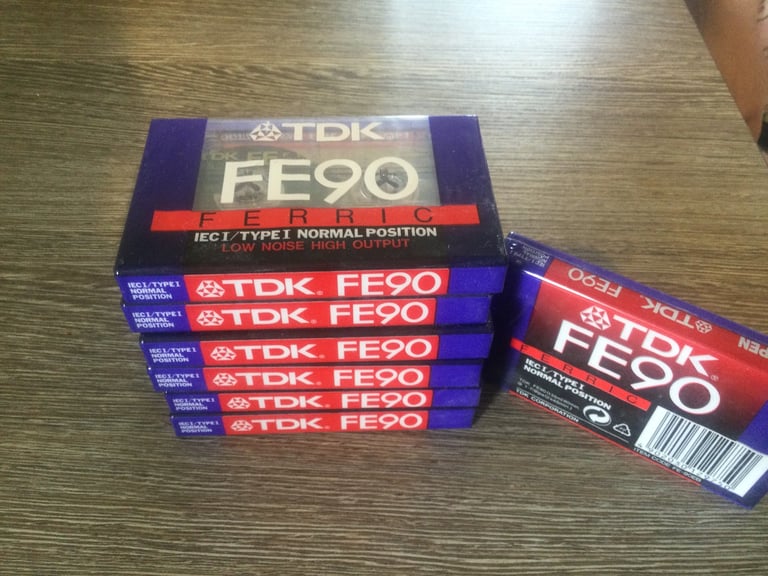 TDK
FE90
FERRIC
IEC I/TYPE I NORMAL POSITION
LOW NOISE HIGH OUTPUT
IEC I/TYPE I
NORMAL
POSITION
TDK FE90
IEC I/TYPE I
NORMAL
POSITION
TDK FE90
IEC I/TYPE I
NORMAL
POSITION
TDK FE90
IEC I/TYPE I
NORMAL
POSITION
TDK FE90
IEC I/TYPE I
NORMAL
POSITION
TDK FE90
IEC I/TYPE I
NORMAL
POSITION
TDK FE90
TDK FE90
OPEN
TDK
FE90
FERRIC
IEC I/TYPE I
NORMAL POSITION
TDK CORPORATION
ITEM CODE